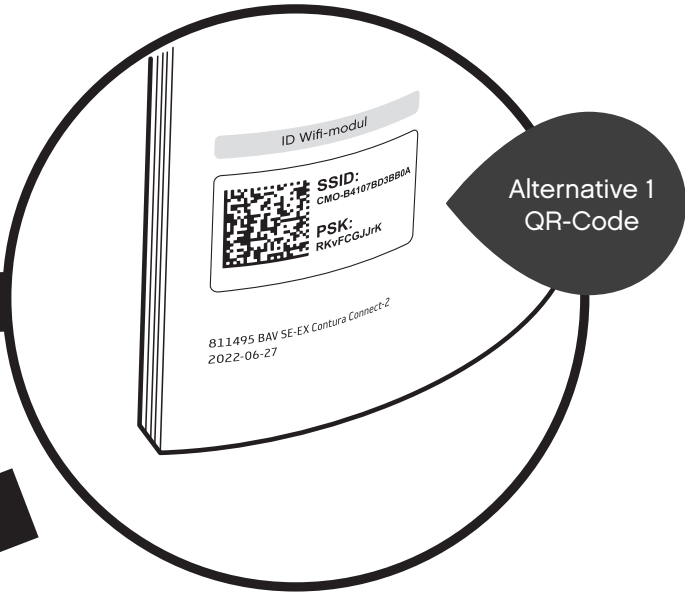 ID Wifi-modul
SSID:
CMO-B4107BD3BB0A
PSK:
RKvFCGJJrK
811495 BAV SE-EX Contura Connect-2
2022-06-27
Alternative 1
QR-Code